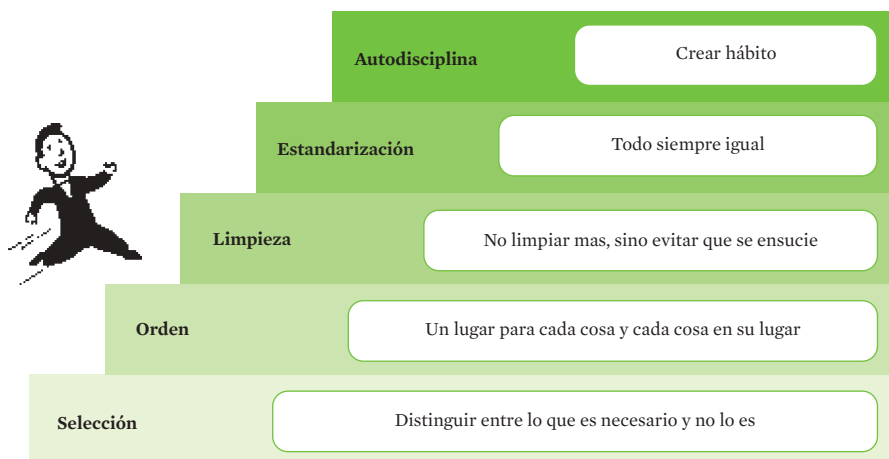 Autodisciplina
Crear hábito
Estandarización
Todo siempre igual
Limpieza
No limpiar mas, sino evitar que se ensucie
Orden
Un lugar para cada cosa y cada cosa en su lugar
Selección
Distinguir entre lo que es necesario y no lo es